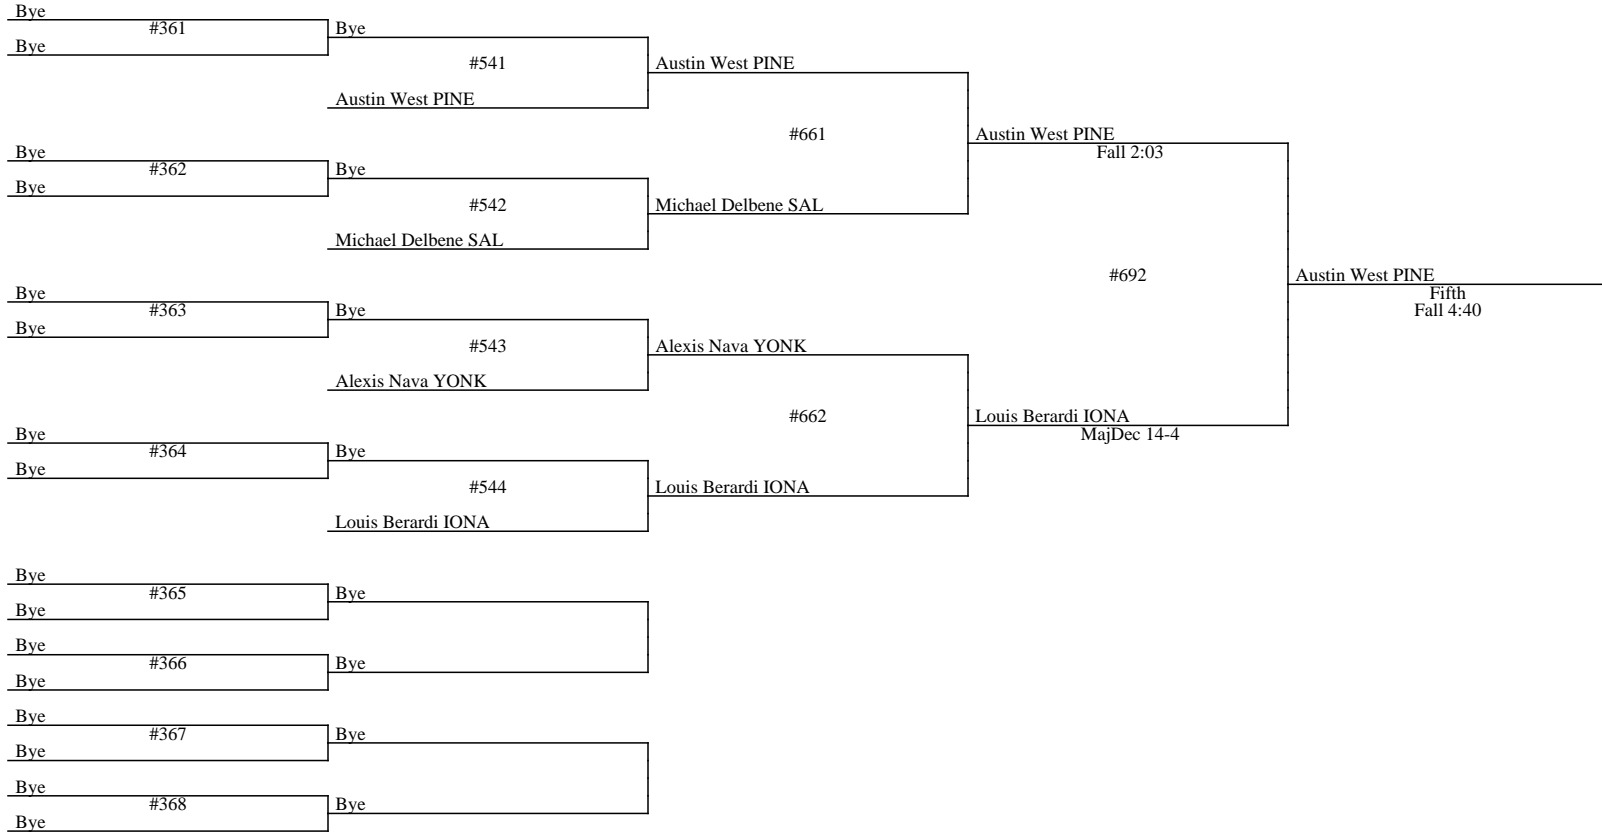 Bye
#361
Bye
Bye
#541
Austin West PINE
Austin West PINE
Bye
#362
Bye
Bye
#542
Michael Delbene SAL
Michael Delbene SAL
#661
Austin West PINE
Fall 2:03
Bye
#363
Bye
Bye
#543
Alexis Nava YONK
Alexis Nava YONK
Bye
#364
Bye
Bye
#544
Louis Berardi IONA
Louis Berardi IONA
#662
Louis Berardi IONA
MajDec 14-4
#692
Austin West PINE
Fifth
Fall 4:40
Bye
#365
Bye
Bye
Bye
#366
Bye
Bye
Bye
#367
Bye
Bye
Bye
#368
Bye
Bye